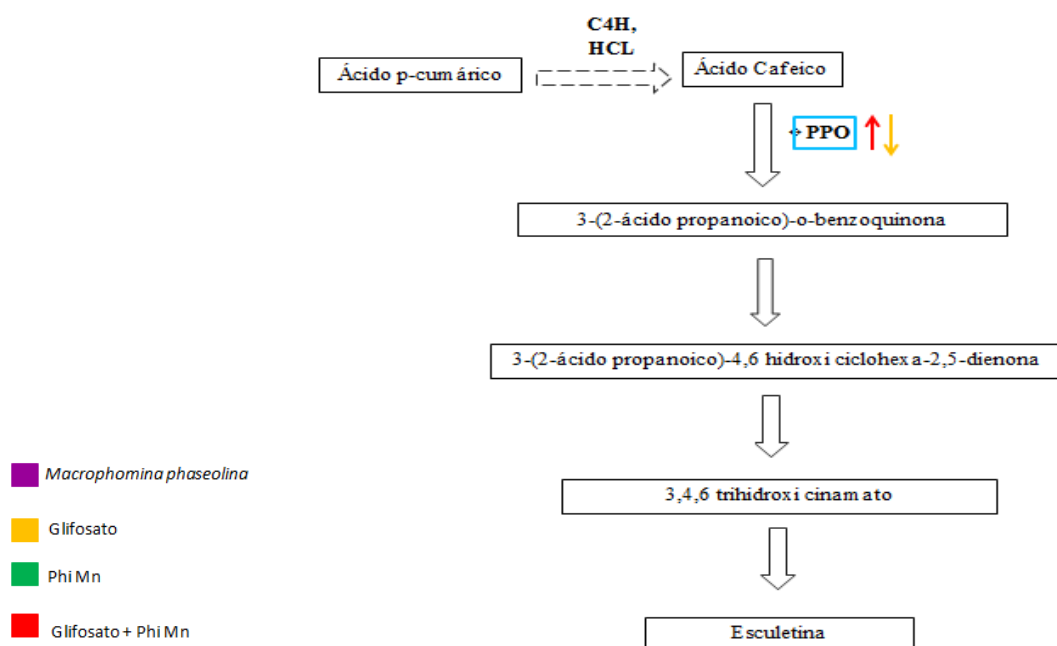 C4H,
HCL
Ácido p-cumárico
Ácido Cafeico
PPO
3-(2-ácido propanoico)-o-benzoquinona
3-(2-ácido propanoico)-4,6 hidroxi ciclohexa-2,5-dienona
3,4,6 trihidroxi cinamato
Esculetina
Macrophomina phaseolina
Glifosato
Phi Mn
Glifosato + Phi Mn